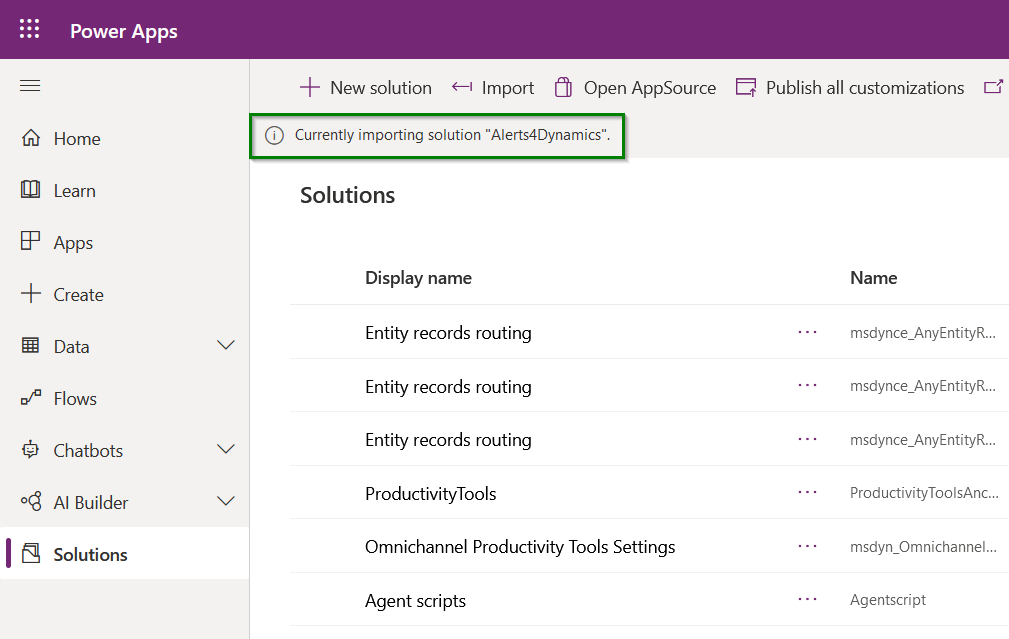 Power Apps
New solution Import Open AppSource Publish all customizations
Currently importing solution "Alerts4Dynamics".
Home
Learn
Apps
Create
Data
Flows
Chatbots
AI Builder
Solutions
Solutions
Display name Name
Entity records routing ... msdynce_AnyEntityR...
Entity records routing ... msdynce_AnyEntityR...
Entity records routing ... msdynce_AnyEntityR...
ProductivityTools ... ProductivityToolsAnc...
Omnichannel Productivity Tools Settings ... msdyn_Omnichannel...
Agent scripts ... Agentscript